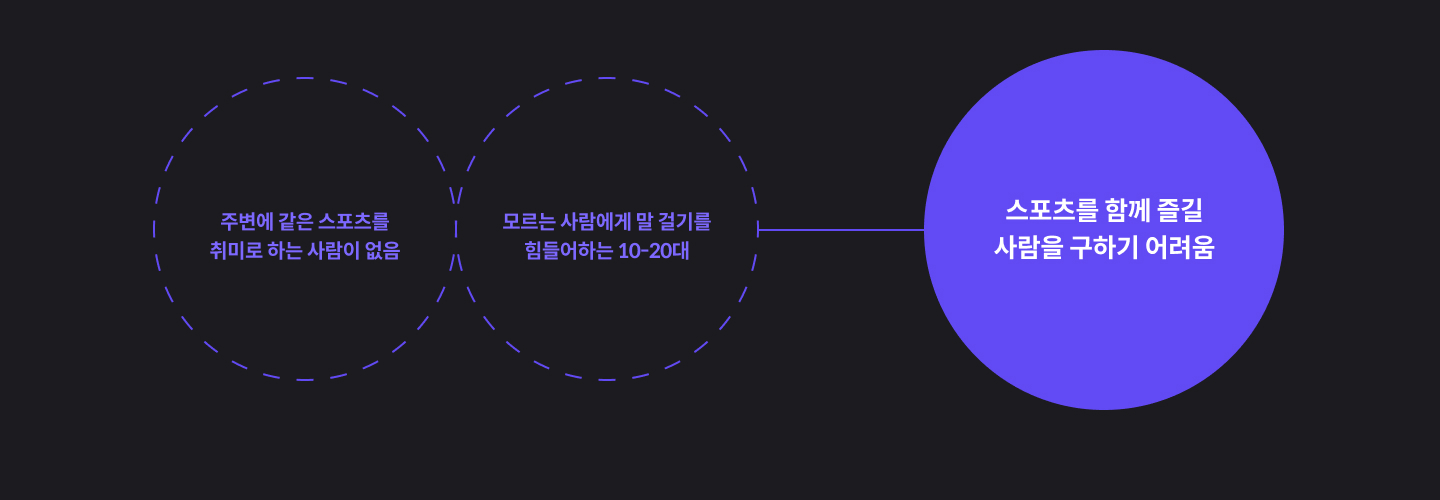 주변에 같은 스포츠를
취미로 하는 사람이 없음
모르는 사람에게 말 걸기를
힘들어하는 10-20대
스포츠를 함께 즐길
사람을 구하기 어려움